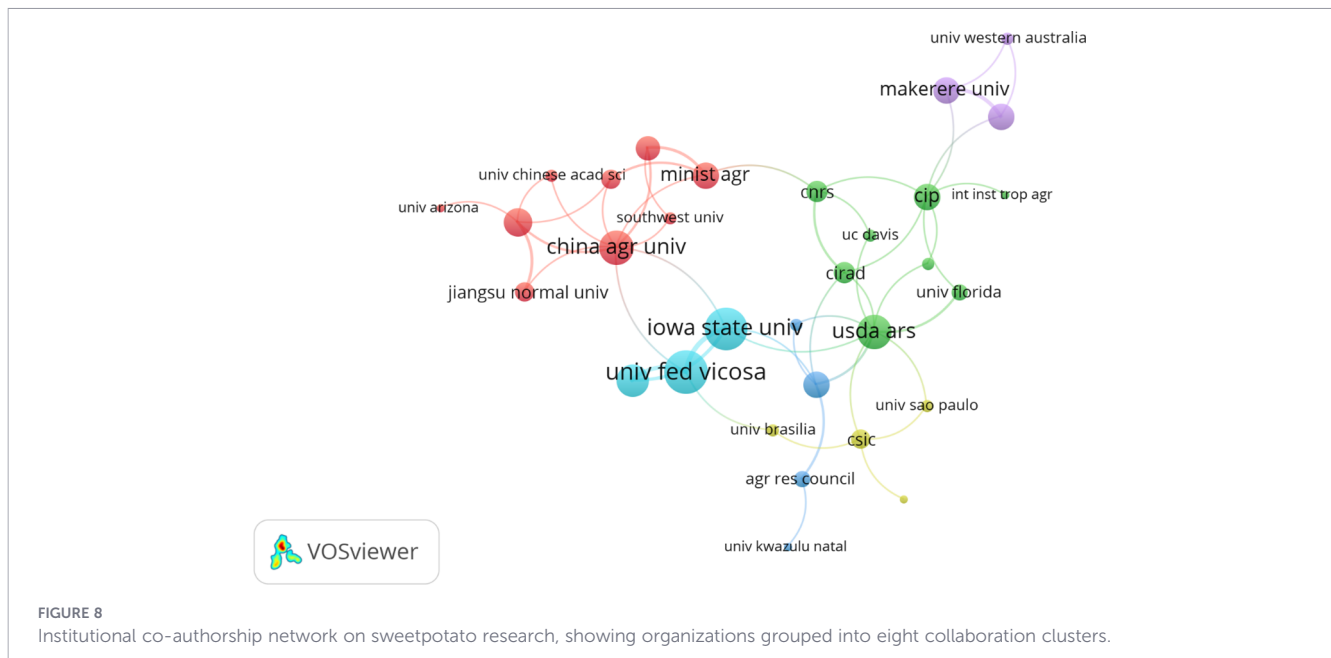 univ western australia
makerere univ
univ chinese acad sci
minist agr
cnrs
cip
int inst trop agr
univ arizona
southwest univ
uc davis
china agr univ
cirad
jiangsu normal univ
univ florida
iowa state univ
usda ars
univ fed vicosa
univ sao paulo
univ brasilia
csic
agr res council
univ kwazulu natal
VOSviewer
FIGURE 8
Institutional co-authorship network on sweetpotato research, showing organizations grouped into eight collaboration clusters.